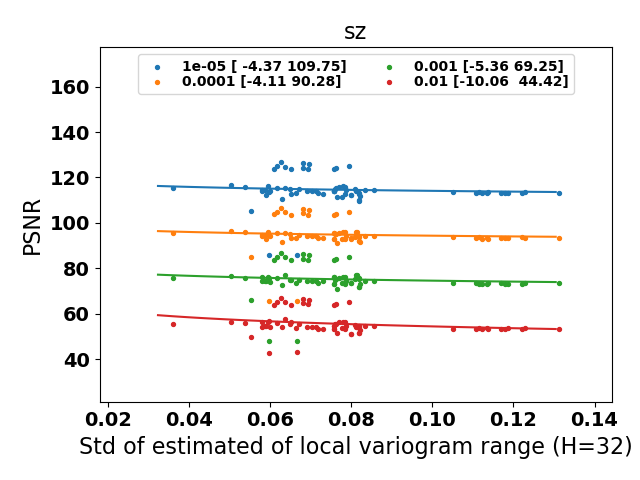 sz
1e-05 [ -4.37 109.75]
0.0001 [-4.11 90.28]
0.001 [-5.36 69.25]
0.01 [-10.06  44.42]
PSNR
160
140
120
100
80
60
40
0.02 0.04 0.06 0.08 0.10 0.12 0.14
Std of estimated of local variogram range (H=32)